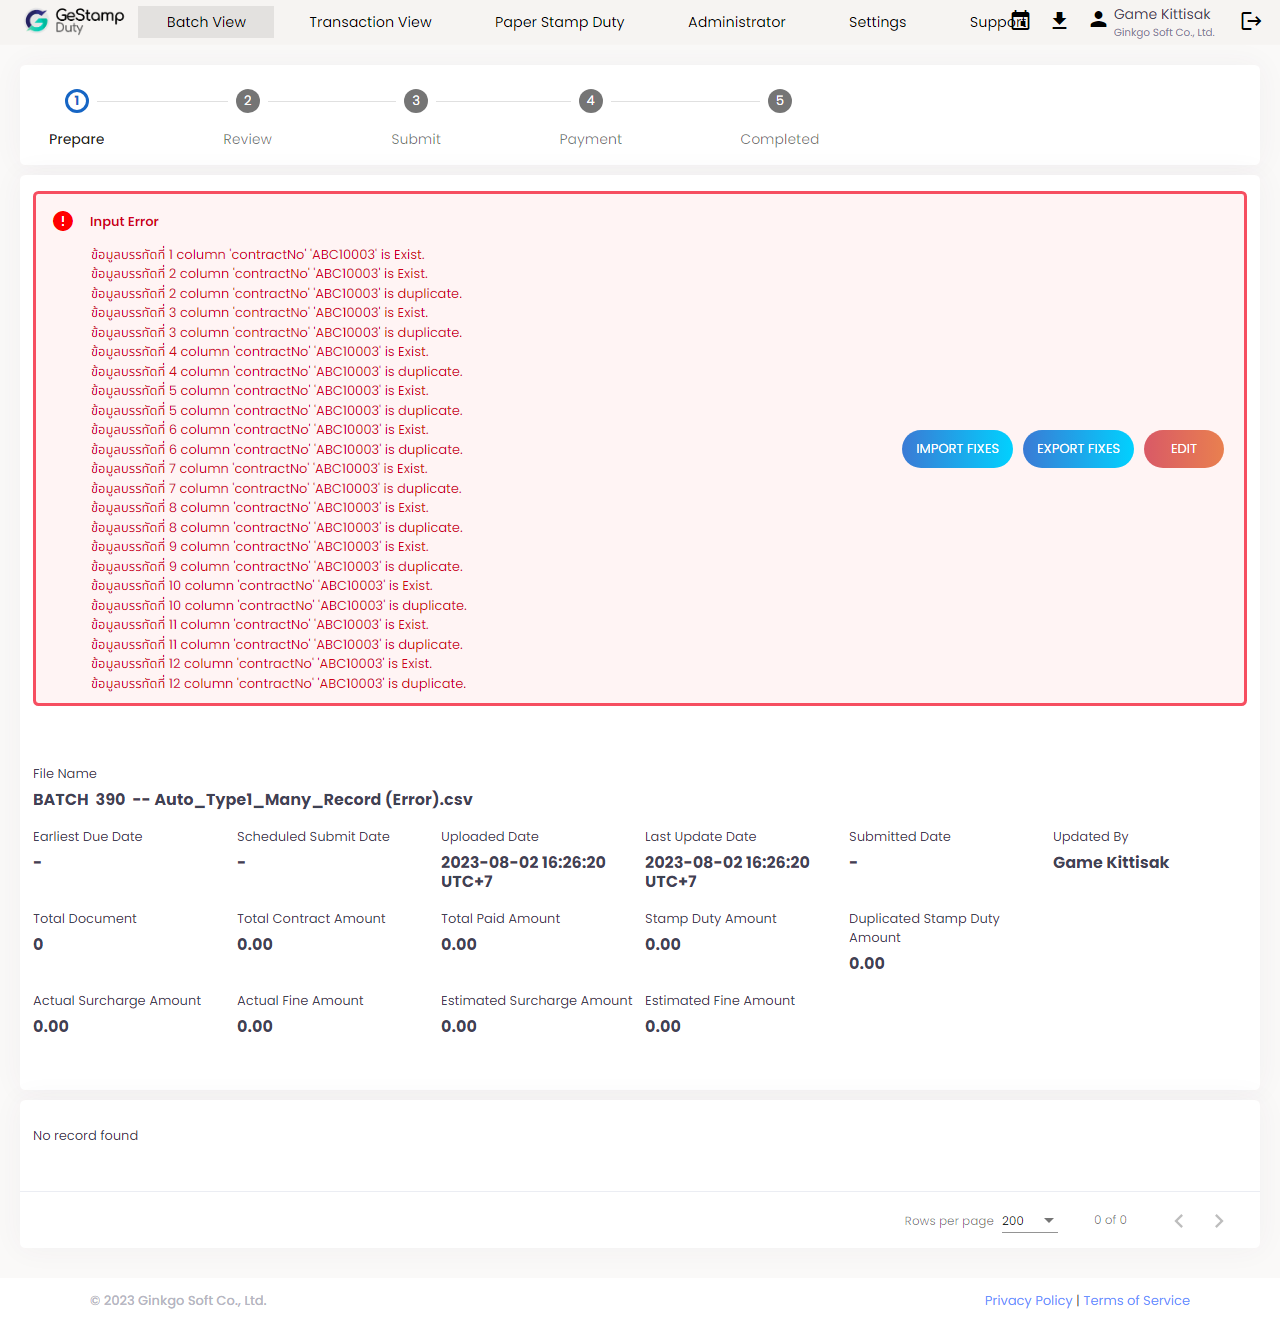 GeStamp
Duty
Batch View
Transaction View
Paper Stamp Duty
Administrator
Settings
Support
Game Kittisak
Ginkgo Soft Co., Ltd.
1
2
3
4
5
Prepare
Review
Submit
Payment
Completed
Input Error
ข้อมูลบรรทัดที่ 1 column 'contractNo' 'ABC10003' is Exist.
ข้อมูลบรรทัดที่ 2 column 'contractNo' 'ABC10003' is Exist.
ข้อมูลบรรทัดที่ 2 column 'contractNo' 'ABC10003' is duplicate.
ข้อมูลบรรทัดที่ 3 column 'contractNo' 'ABC10003' is Exist.
ข้อมูลบรรทัดที่ 3 column 'contractNo' 'ABC10003' is duplicate.
ข้อมูลบรรทัดที่ 4 column 'contractNo' 'ABC10003' is Exist.
ข้อมูลบรรทัดที่ 4 column 'contractNo' 'ABC10003' is duplicate.
ข้อมูลบรรทัดที่ 5 column 'contractNo' 'ABC10003' is Exist.
ข้อมูลบรรทัดที่ 5 column 'contractNo' 'ABC10003' is duplicate.
ข้อมูลบรรทัดที่ 6 column 'contractNo' 'ABC10003' is Exist.
ข้อมูลบรรทัดที่ 6 column 'contractNo' 'ABC10003' is duplicate.
ข้อมูลบรรทัดที่ 7 column 'contractNo' 'ABC10003' is Exist.
ข้อมูลบรรทัดที่ 7 column 'contractNo' 'ABC10003' is duplicate.
ข้อมูลบรรทัดที่ 8 column 'contractNo' 'ABC10003' is Exist.
ข้อมูลบรรทัดที่ 8 column 'contractNo' 'ABC10003' is duplicate.
ข้อมูลบรรทัดที่ 9 column 'contractNo' 'ABC10003' is Exist.
ข้อมูลบรรทัดที่ 9 column 'contractNo' 'ABC10003' is duplicate.
ข้อมูลบรรทัดที่ 10 column 'contractNo' 'ABC10003' is Exist.
ข้อมูลบรรทัดที่ 10 column 'contractNo' 'ABC10003' is duplicate.
ข้อมูลบรรทัดที่ 11 column 'contractNo' 'ABC10003' is Exist.
ข้อมูลบรรทัดที่ 11 column 'contractNo' 'ABC10003' is duplicate.
ข้อมูลบรรทัดที่ 12 column 'contractNo' 'ABC10003' is Exist.
ข้อมูลบรรทัดที่ 12 column 'contractNo' 'ABC10003' is duplicate.
IMPORT FIXES
EXPORT FIXES
EDIT
File Name
BATCH 390 -- Auto_Type1_Many_Record (Error).csv
Earliest Due Date
-
Scheduled Submit Date
-
Uploaded Date
2023-08-02 16:26:20
UTC+7
Last Update Date
2023-08-02 16:26:20
UTC+7
Submitted Date
-
Updated By
Game Kittisak
Total Document
0
Total Contract Amount
0.00
Total Paid Amount
0.00
Stamp Duty Amount
0.00
Duplicated Stamp Duty
Amount
0.00
Actual Surcharge Amount
0.00
Actual Fine Amount
0.00
Estimated Surcharge Amount
0.00
Estimated Fine Amount
0.00
No record found
Rows per page 200
0 of 0
© 2023 Ginkgo Soft Co., Ltd.
Privacy Policy | Terms of Service